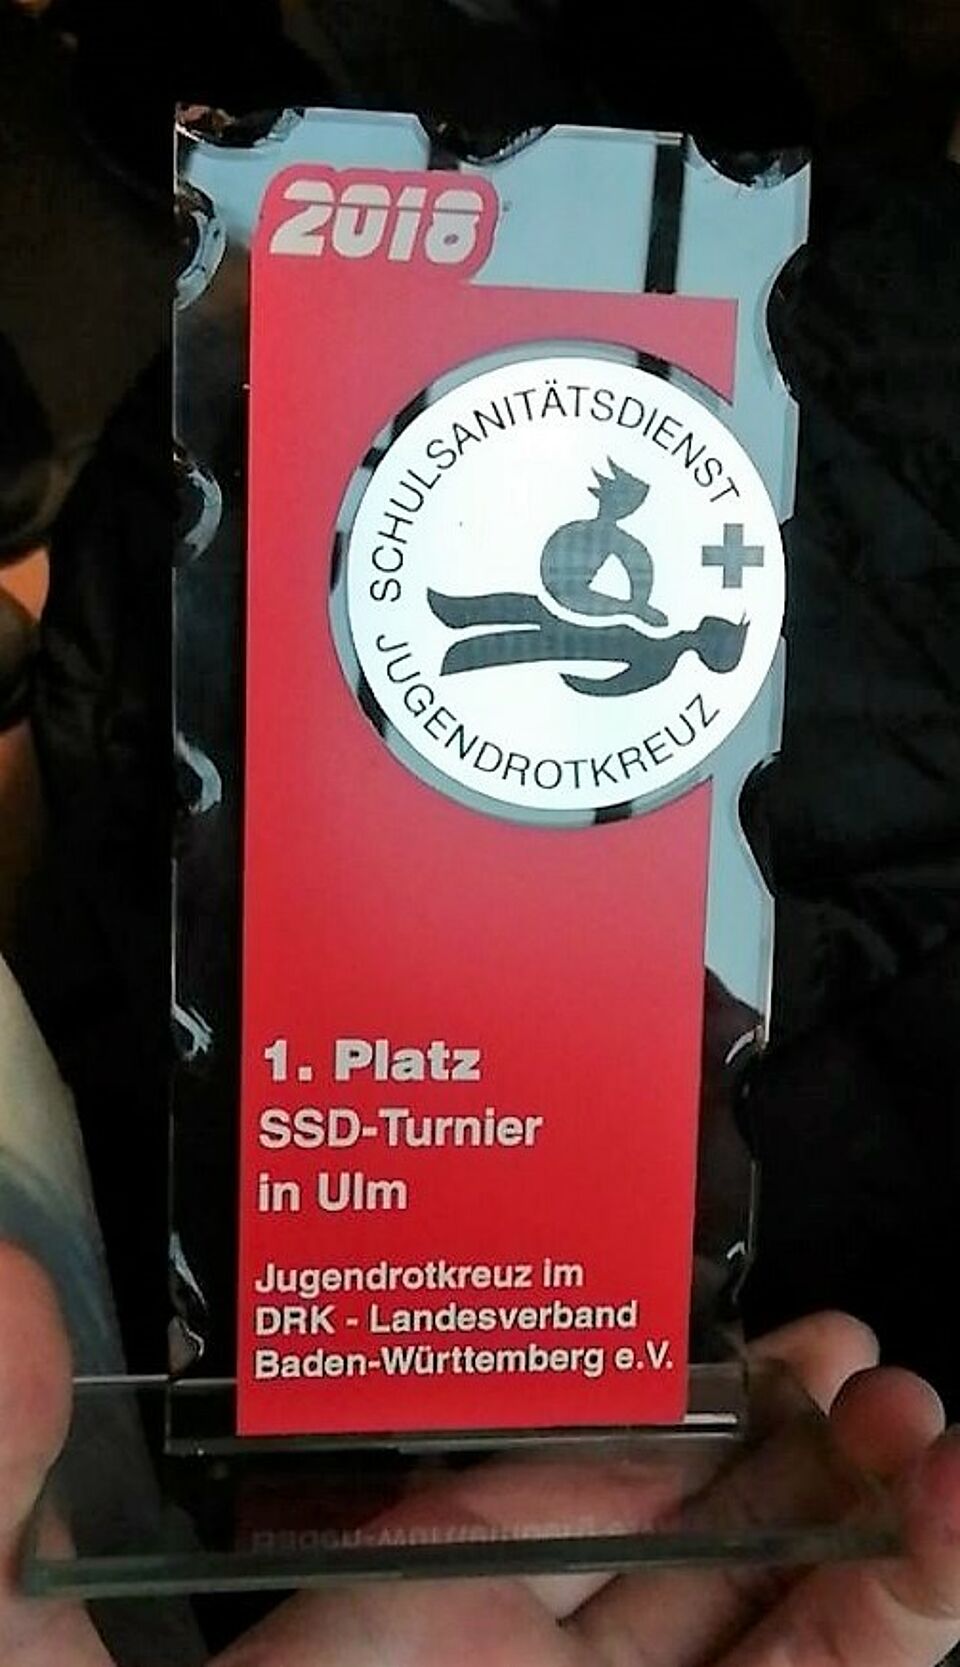 2018
SCHULSANITÄTSDIENST
JUGENDROTKREUZ
1. Platz
SSD-Turnier
in Ulm
Jugendrotkreuz im
DRK - Landesverband
Baden-Württemberg e.V.